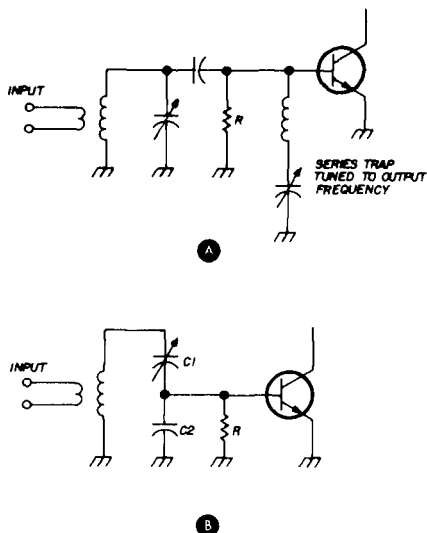 INPUT
R
SERIES TRAP
TUNED TO OUTPUT
FREQUENCY
A
INPUT
C1
C2
R
B